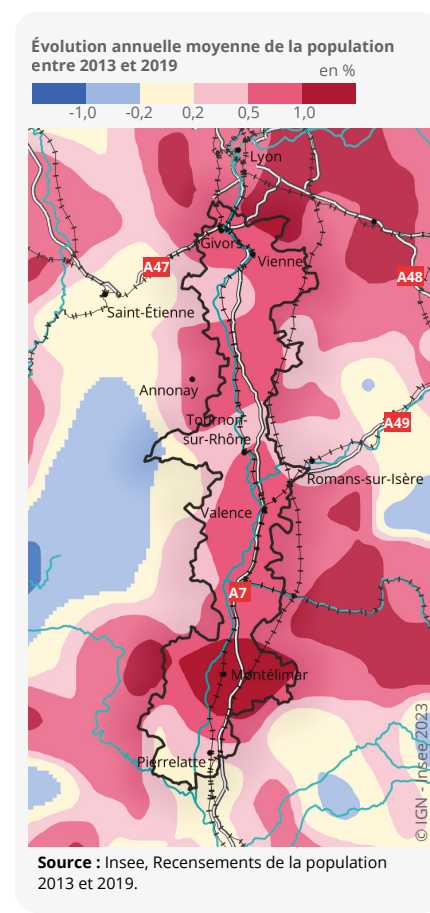 Évolution annuelle moyenne de la population
entre 2013 et 2019
en %
-1,0 -0,2 0,2 0,5 1,0
Lyon
Givors
Vienne
A47
A48
Saint-Étienne
Annonay
Tournon-
sur-Rhône
A49
Romans-sur-Isère
Valence
A7
Montélimar
Pierrelatte
© IGN - Insee 2023
Source : Insee, Recensements de la population
2013 et 2019.